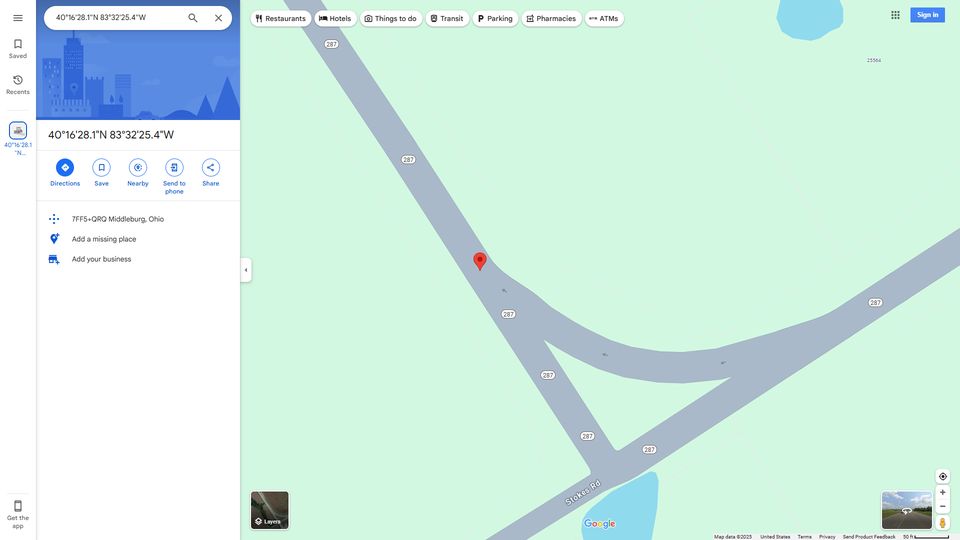 40°16'28.1"N 83°32'25.4"W
Restaurants
Hotels
Things to do
Transit
Parking
Pharmacies
ATMs
Sign in
Saved
Recents
40°16'28.1
"N...
40°16'28.1"N 83°32'25.4"W
Directions
Save
Nearby
Send to
phone
Share
7FF5+QRQ Middleburg, Ohio
Add a missing place
Add your business
Get the
app
287
25564
287
287
287
287
287
287
Stokes Rd
Layers
Google
Map data ©2025
United States
Terms
Privacy
Send Product Feedback
50 ft